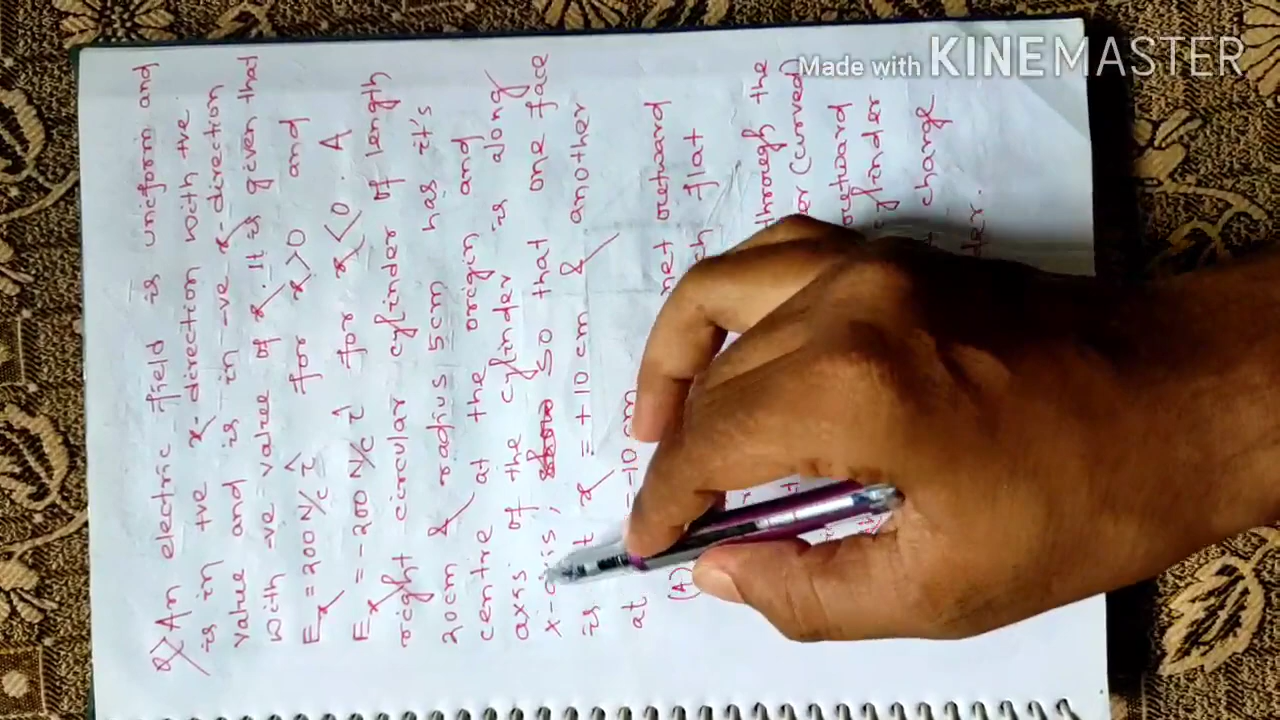 Q> An electric field is uniform and
is in +ve x-direction with +ve
value and is in -ve x-direction
with -ve value of x. It is given that
Ex = 200 N/c î for x>0 and
Ex = -200 N/c î for x<0. A
right circular cylinder of length
20cm & radius 5cm has it's
centre at the origin and
axis of the cylinder is along
x-axis, so that one face
is at x = +10 cm & another
at = -10 cm
(A) net outward
flat
through the
(curved)
outward
cylinder
charge
Made with KINEMASTER